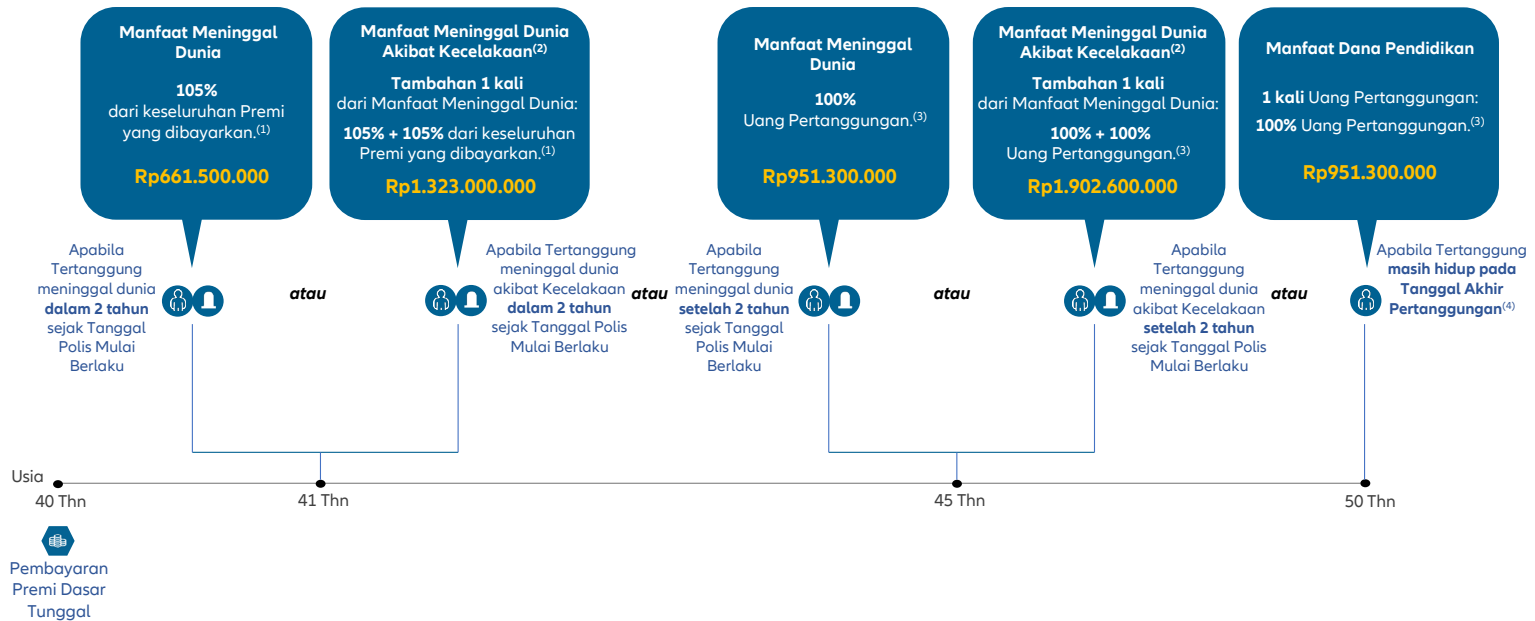 Manfaat Meninggal
Dunia
105%
dari keseluruhan Premi
yang dibayarkan.(1)
Rp661.500.000
Manfaat Meninggal Dunia
Akibat Kecelakaan(2)
Tambahan 1 kali
dari Manfaat Meninggal Dunia:
105% + 105% dari keseluruhan
Premi yang dibayarkan.(1)
Rp1.323.000.000
Manfaat Meninggal
Dunia
100%
Uang Pertanggungan.(3)
Rp951.300.000
Manfaat Meninggal Dunia
Akibat Kecelakaan(2)
Tambahan 1 kali
dari Manfaat Meninggal Dunia:
100% + 100%
Uang Pertanggungan.(3)
Rp1.902.600.000
Manfaat Dana Pendidikan
1 kali Uang Pertanggungan:
100% Uang Pertanggungan.(3)
Rp951.300.000
Apabila
Tertanggung
meninggal dunia
dalam 2 tahun
sejak Tanggal
Polis Mulai
Berlaku
atau
Apabila Tertanggung
meninggal dunia
akibat Kecelakaan
dalam 2 tahun
sejak Tanggal Polis
Mulai Berlaku
atau
Apabila
Tertanggung
meninggal dunia
setelah 2 tahun
sejak Tanggal
Polis Mulai
Berlaku
atau
Apabila
Tertanggung
meninggal dunia
akibat Kecelakaan
setelah 2 tahun
sejak Tanggal Polis
Mulai Berlaku
atau
Apabila Tertanggung
masih hidup pada
Tanggal Akhir
Pertanggungan(4)
Usia
40 Thn
41 Thn
45 Thn
50 Thn
Pembayaran
Premi Dasar
Tunggal